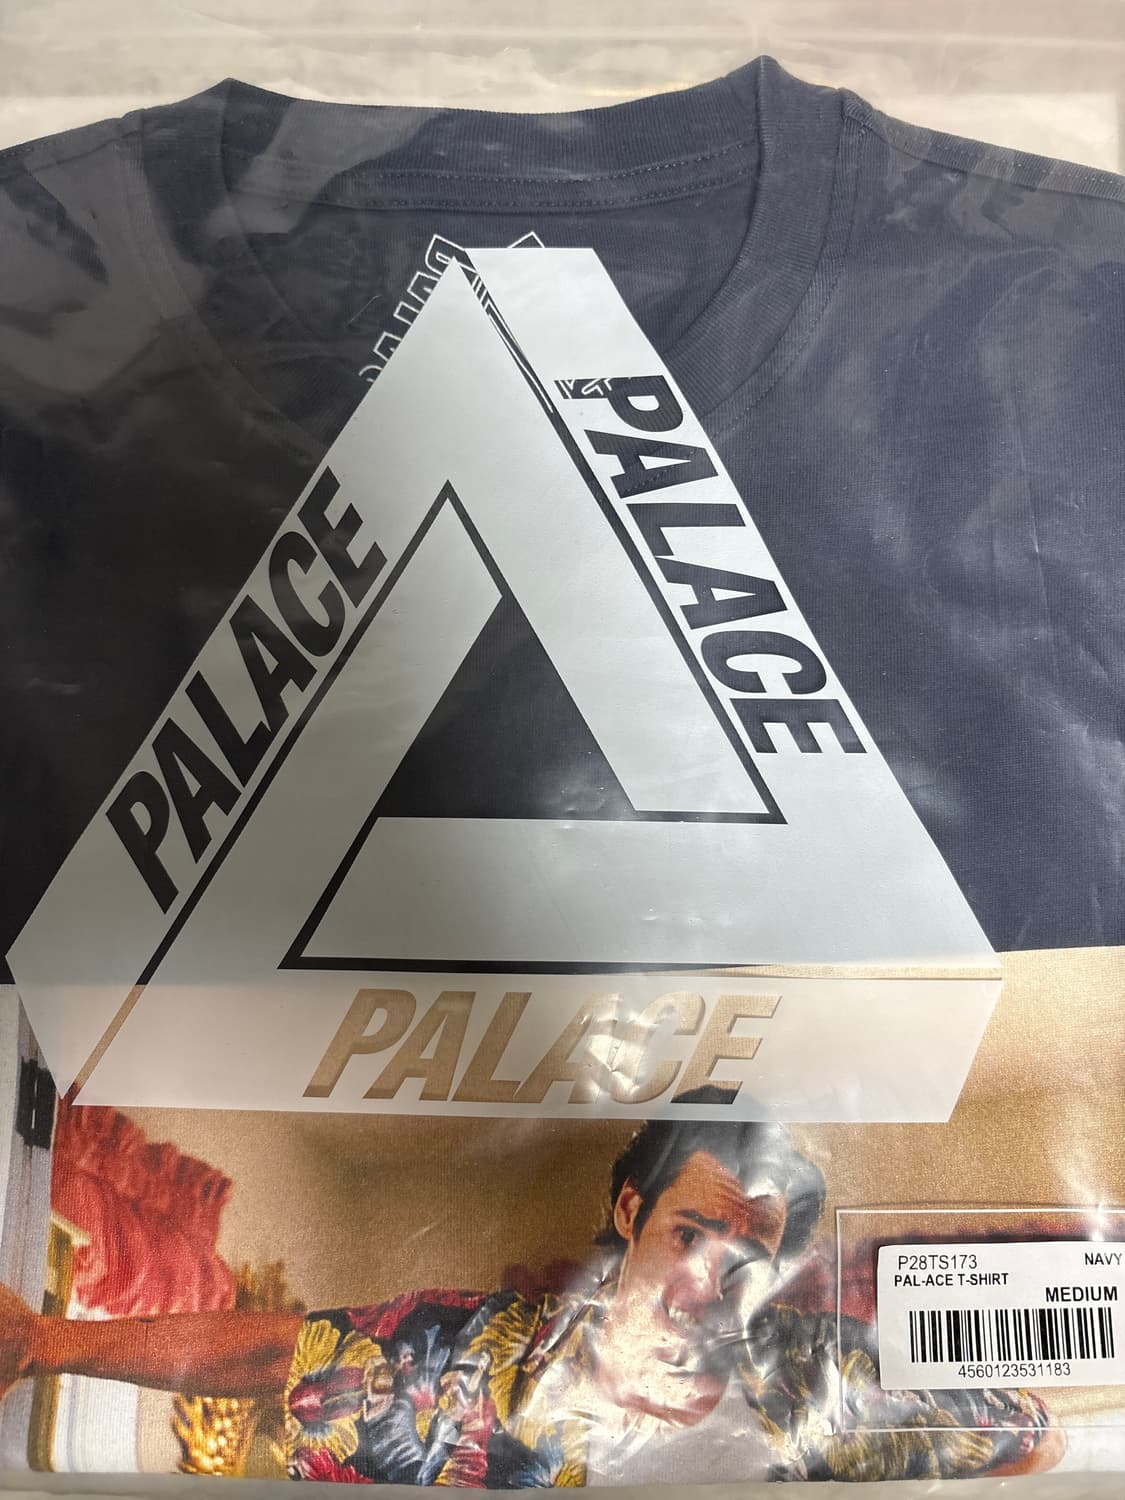 PALACE
PALACE
PALACE
P28TS173 NAVY
PAL-ACE T-SHIRT
MEDIUM
4560123531183